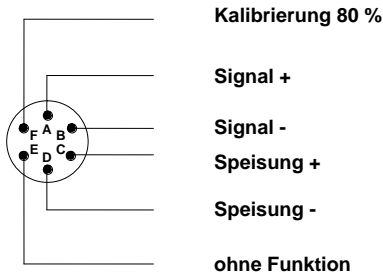 Kalibrierung 80 %
Signal +
A
F B
Signal -
E C
D
Speisung +
Speisung -
ohne Funktion